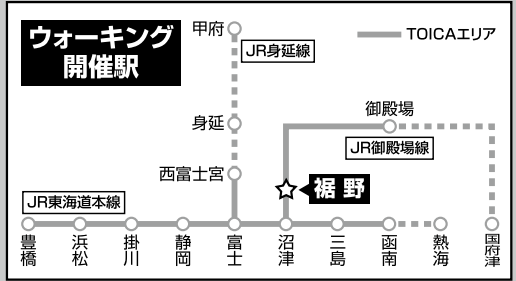 ウォーキング
開催駅
甲府
JR身延線
TOICAエリア
身延
御殿場
JR御殿場線
西富士宮
裾野
JR東海道本線
豊橋
浜松
掛川
静岡
富士
沼津
三島
函南
熱海
国府津